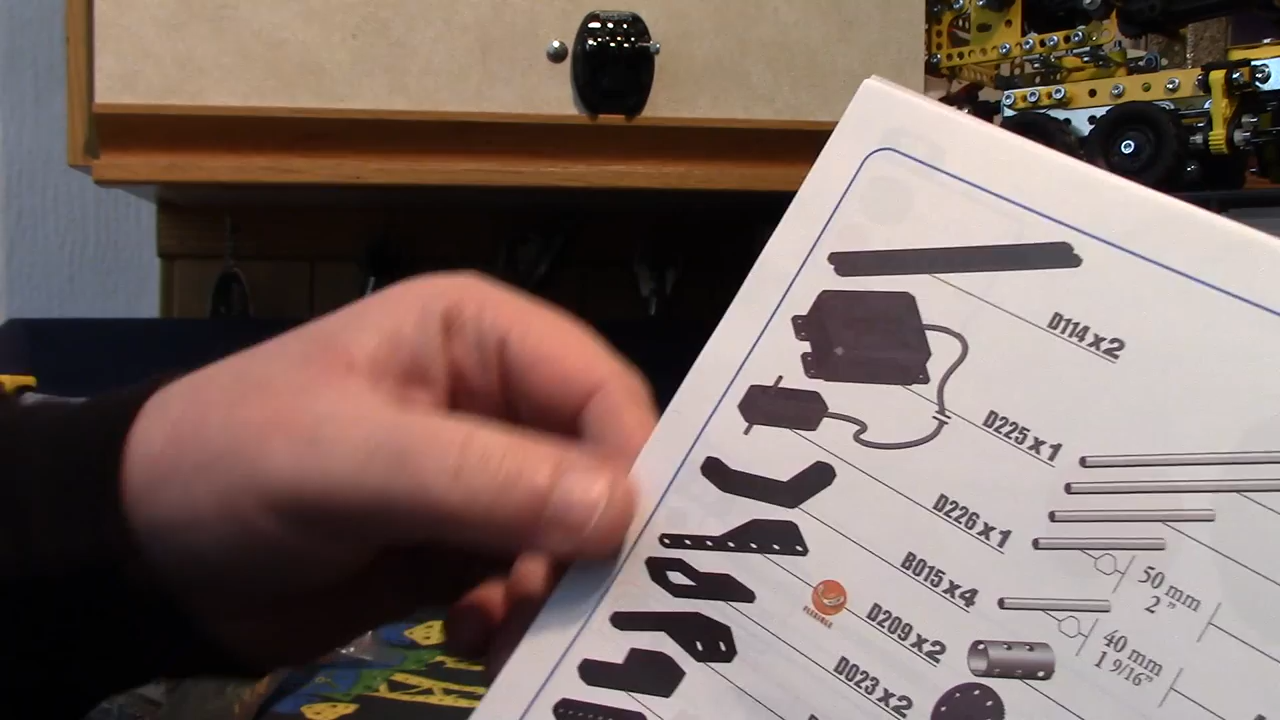 D114 x2
D225 x1
D226 x1
B015 x4
D209 x2
D023 x2
50 mm
2"
40 mm
1 9/16"
FLEXIBLE